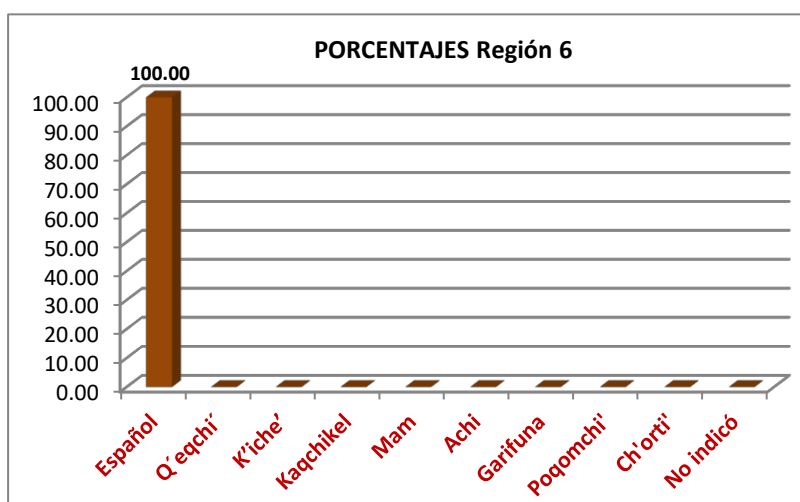 PORCENTAJES Región 6
100.00
100.00
90.00
80.00
70.00
60.00
50.00
40.00
30.00
20.00
10.00
0.00
Español
Q´eqchi´
K’iche’
Kaqchikel
Mam
Achi
Garifuna
Poqomchi'
Ch'orti'
No indicó